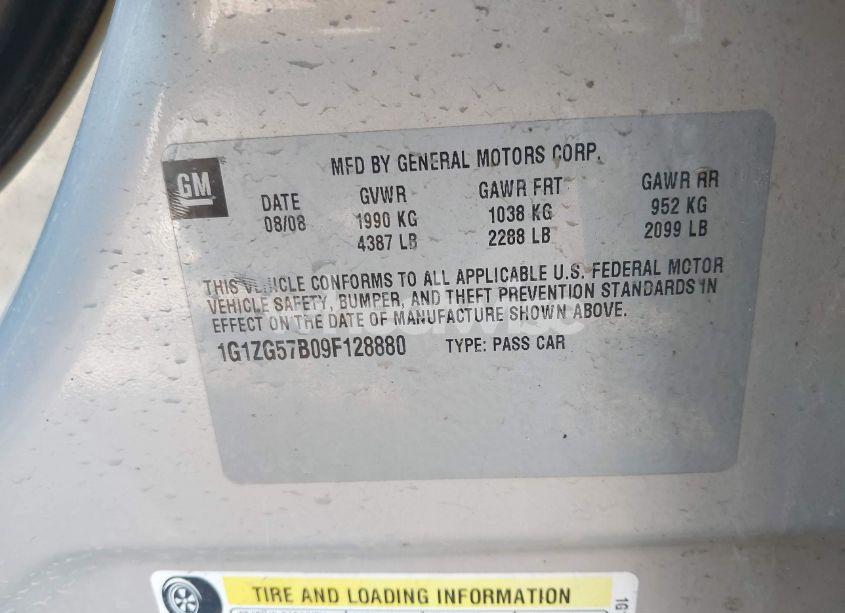 MFD BY GENERAL MOTORS CORP.
GM
DATE GVWR GAWR FRT GAWR RR
08/08 1990 KG 1038 KG 952 KG
4387 LB 2288 LB 2099 LB
THIS VEHICLE CONFORMS TO ALL APPLICABLE U.S. FEDERAL MOTOR
VEHICLE SAFETY, BUMPER, AND THEFT PREVENTION STANDARDS IN
EFFECT ON THE DATE OF MANUFACTURE SHOWN ABOVE.
1G1ZG57B09F128880 TYPE: PASS CAR
TIRE AND LOADING INFORMATION
1G